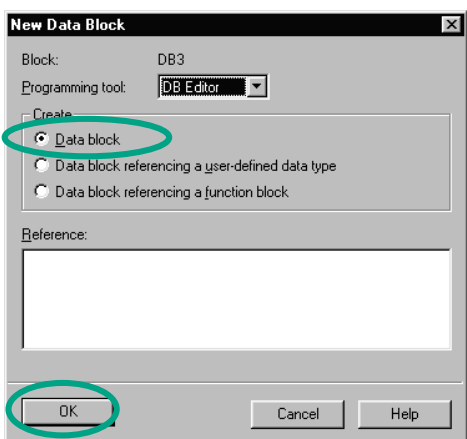 New Data Block
Block: DB3
Programming tool: DB Editor
Create
Data block
Data block referencing a user-defined data type
Data block referencing a function block
Reference:
OK Cancel Help